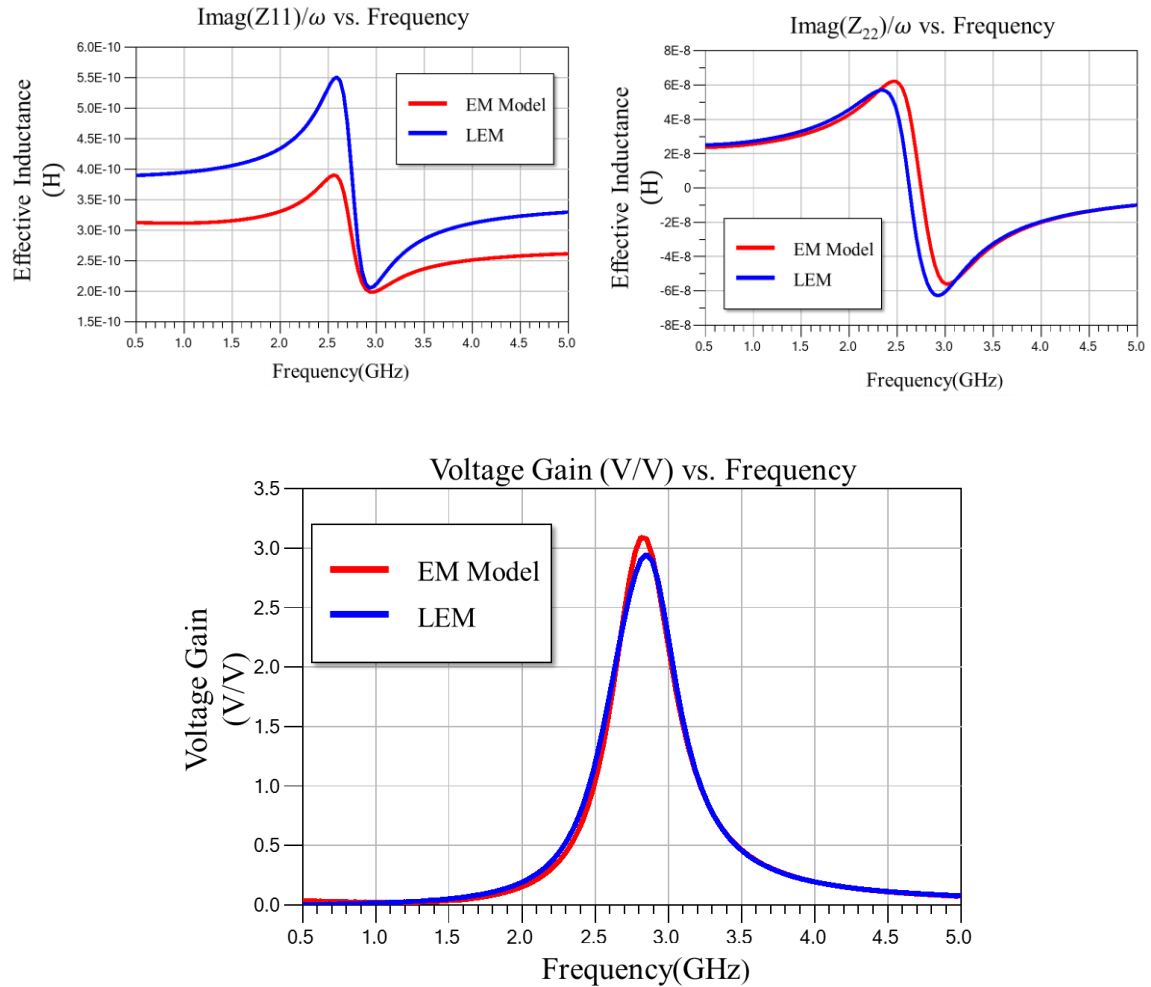 Imag(Z11)/ω vs. Frequency
6.0E-10
5.5E-10
5.0E-10
4.5E-10
4.0E-10
3.5E-10
3.0E-10
2.5E-10
2.0E-10
1.5E-10
Effective Inductance
(H)
EM Model
LEM
0.5 1.0 1.5 2.0 2.5 3.0 3.5 4.0 4.5 5.0
Frequency(GHz)
Imag(Z₂₂)/ω vs. Frequency
8E-8
6E-8
4E-8
2E-8
0
-2E-8
-4E-8
-6E-8
-8E-8
Effective Inductance
(H)
EM Model
LEM
0.5 1.0 1.5 2.0 2.5 3.0 3.5 4.0 4.5 5.0
Frequency(GHz)
Voltage Gain (V/V) vs. Frequency
3.5
3.0
2.5
2.0
1.5
1.0
0.5
0.0
Voltage Gain
(V/V)
EM Model
LEM
0.5 1.0 1.5 2.0 2.5 3.0 3.5 4.0 4.5 5.0
Frequency(GHz)